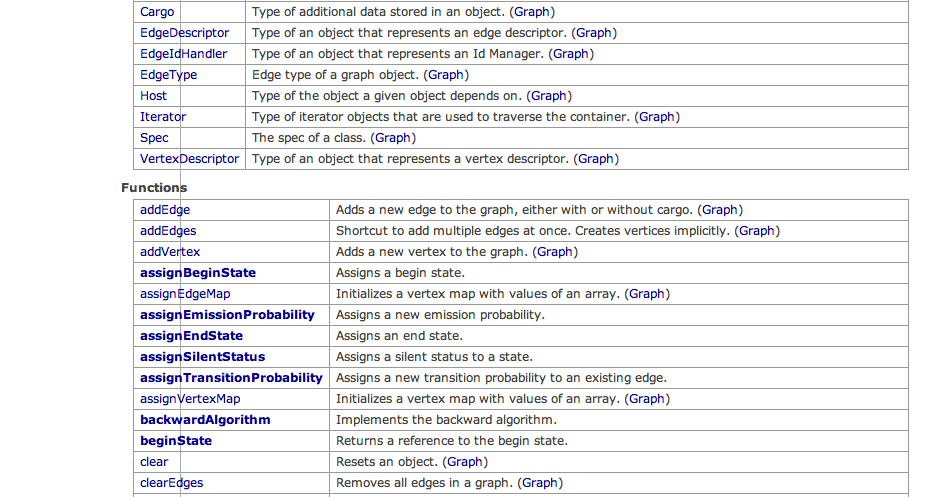 Cargo Type of additional data stored in an object. (Graph)
EdgeDescriptor Type of an object that represents an edge descriptor. (Graph)
EdgeIdHandler Type of an object that represents an Id Manager. (Graph)
EdgeType Edge type of a graph object. (Graph)
Host Type of the object a given object depends on. (Graph)
Iterator Type of iterator objects that are used to traverse the container. (Graph)
Spec The spec of a class. (Graph)
VertexDescriptor Type of an object that represents a vertex descriptor. (Graph)
Functions
addEdge Adds a new edge to the graph, either with or without cargo. (Graph)
addEdges Shortcut to add multiple edges at once. Creates vertices implicitly. (Graph)
addVertex Adds a new vertex to the graph. (Graph)
assignBeginState Assigns a begin state.
assignEdgeMap Initializes a vertex map with values of an array. (Graph)
assignEmissionProbability Assigns a new emission probability.
assignEndState Assigns an end state.
assignSilentStatus Assigns a silent status to a state.
assignTransitionProbability Assigns a new transition probability to an existing edge.
assignVertexMap Initializes a vertex map with values of an array. (Graph)
backwardAlgorithm Implements the backward algorithm.
beginState Returns a reference to the begin state.
clear Resets an object. (Graph)
clearEdges Removes all edges in a graph. (Graph)